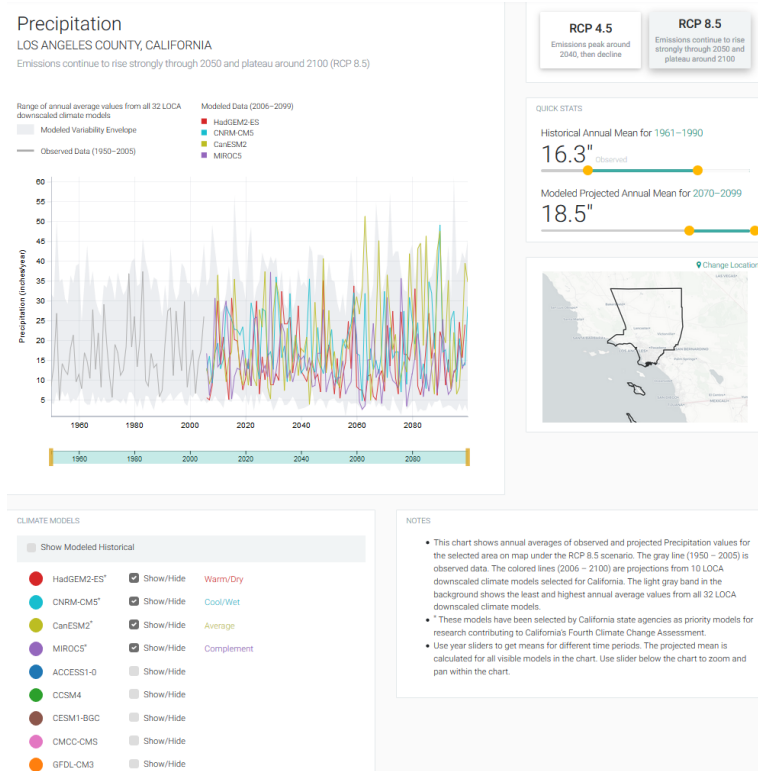 Precipitation
LOS ANGELES COUNTY, CALIFORNIA
Emissions continue to rise strongly through 2050 and plateau around 2100 (RCP 8.5)
Range of annual average values from all 32 LOCA
downscaled climate models
Modeled Variability Envelope
Observed Data (1950–2005)
Modeled Data (2006–2099)
HadGEM2-ES
CNRM-CM5
CanESM2
MIROC5
Precipitation (inches/year)
60
55
50
45
40
35
30
25
20
15
10
5
1960 1980 2000 2020 2040 2060 2080
1960 1980 2000 2020 2040 2060 2080
RCP 4.5
Emissions peak around
2040, then decline
RCP 8.5
Emissions continue to rise
strongly through 2050 and
plateau around 2100
QUICK STATS
Historical Annual Mean for 1961–1990
16.3" Observed
Modeled Projected Annual Mean for 2070–2099
18.5"
Change Location
CLIMATE MODELS
Show Modeled Historical
HadGEM2-ES* Show/Hide Warm/Dry
CNRM-CM5* Show/Hide Cool/Wet
CanESM2* Show/Hide Average
MIROC5* Show/Hide Complement
ACCESS1-0 Show/Hide
CCSM4 Show/Hide
CESM1-BGC Show/Hide
CMCC-CMS Show/Hide
GFDL-CM3 Show/Hide
NOTES
• This chart shows annual averages of observed and projected Precipitation values for
the selected area on map under the RCP 8.5 scenario. The gray line (1950 – 2005) is
observed data. The colored lines (2006 – 2100) are projections from 10 LOCA
downscaled climate models selected for California. The light gray band in the
background shows the least and highest annual average values from all 32 LOCA
downscaled climate models.
• * These models have been selected by California state agencies as priority models for
research contributing to California's Fourth Climate Change Assessment.
• Use year sliders to get means for different time periods. The projected mean is
calculated for all visible models in the chart. Use slider below the chart to zoom and
pan within the chart.